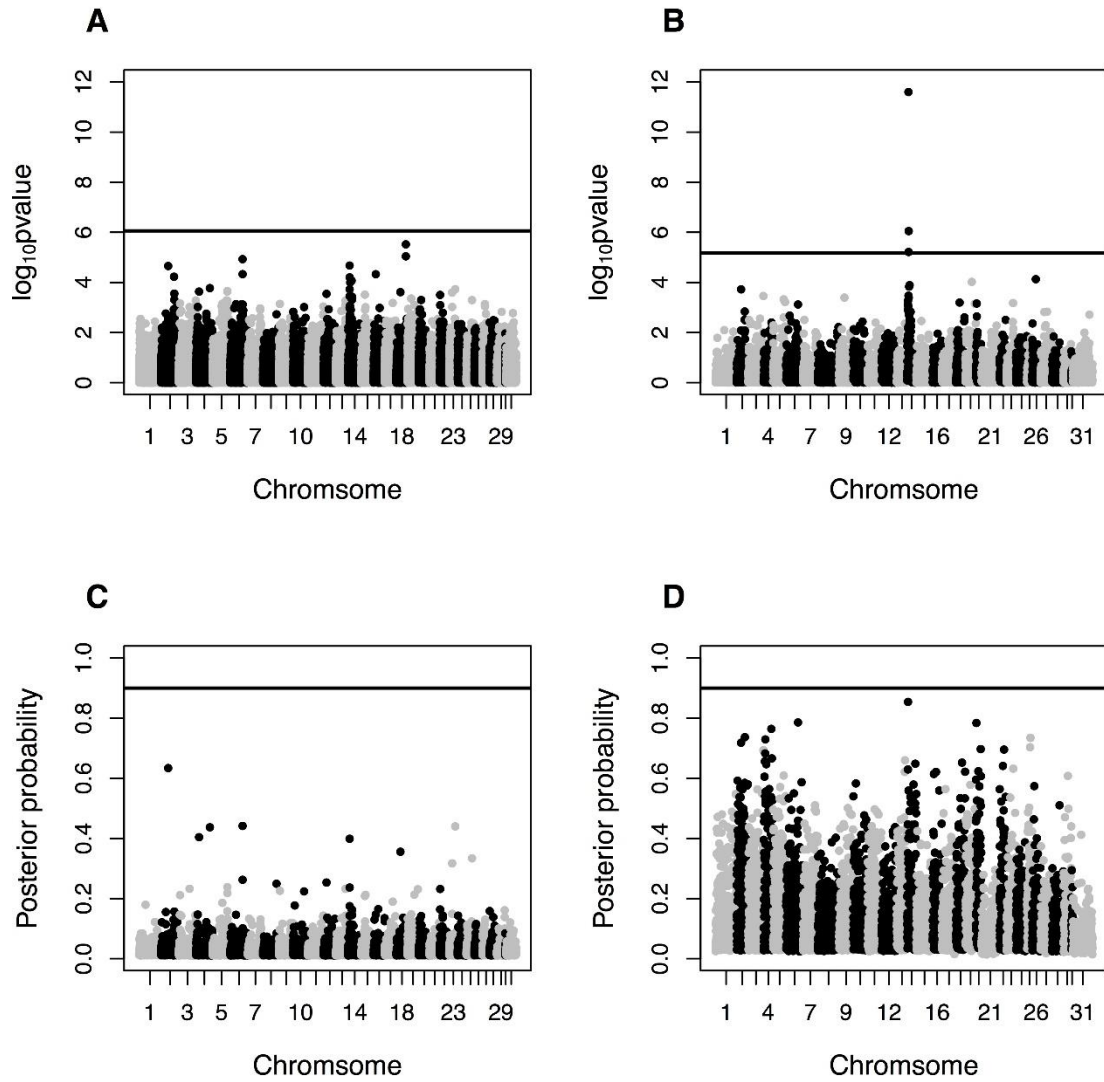 A
log10pvalue
0 2 4 6 8 10 12
1 3 5 7 10 14 18 23 29
Chromsome
B
log10pvalue
0 2 4 6 8 10 12
1 4 7 9 12 16 21 26 31
Chromsome
C
Posterior probability
0.0 0.2 0.4 0.6 0.8 1.0
1 3 5 7 10 14 18 23 29
Chromsome
D
Posterior probability
0.0 0.2 0.4 0.6 0.8 1.0
1 4 7 9 12 16 21 26 31
Chromsome